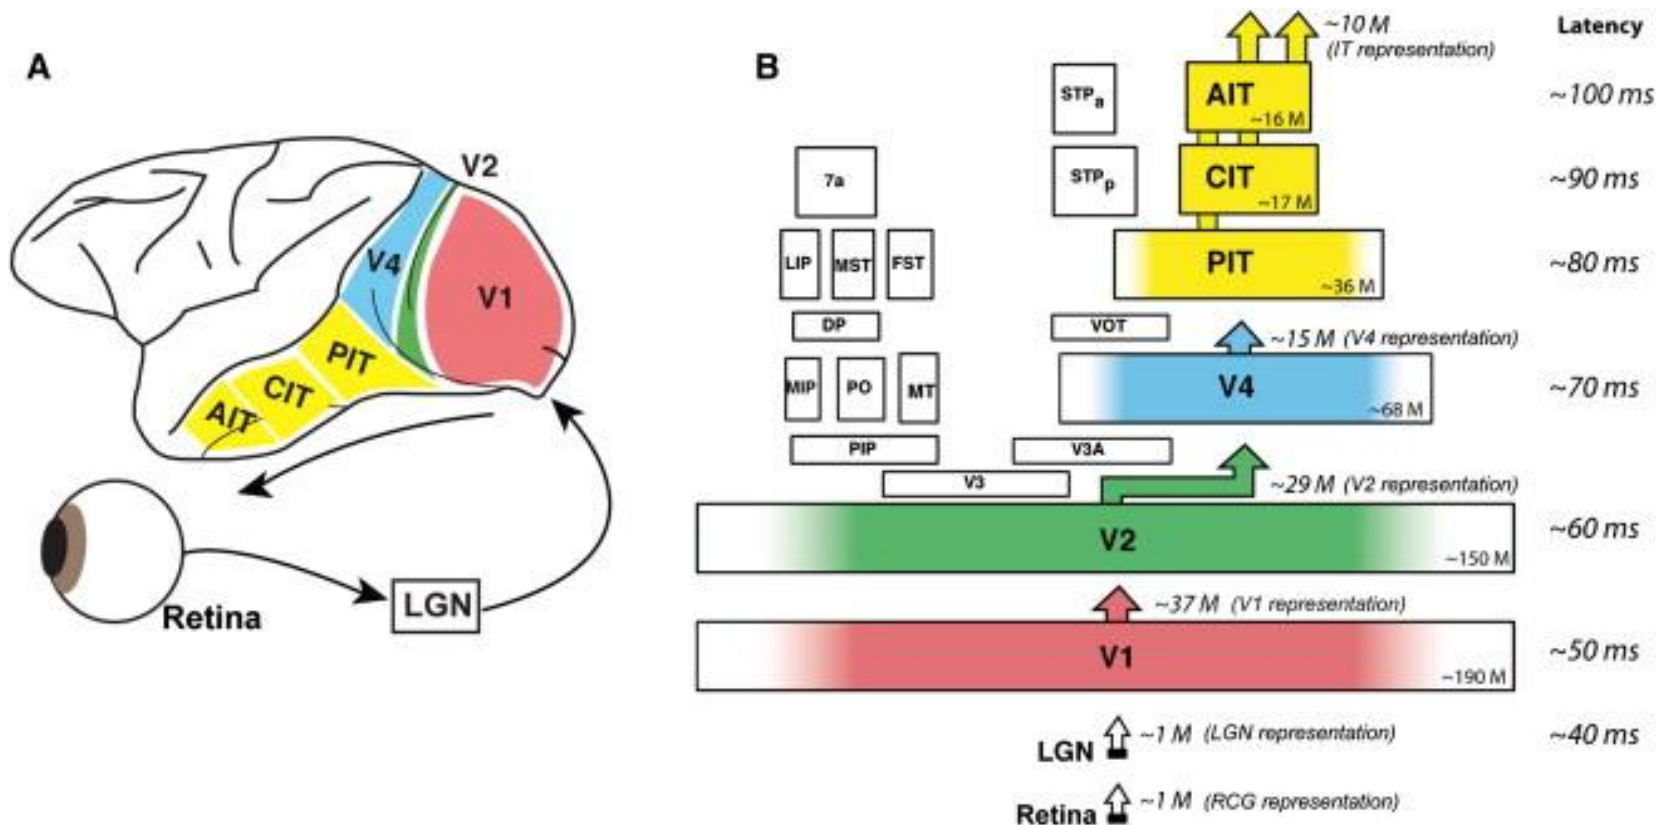 A
V2
V4
V1
PIT
CIT
AIT
Retina
LGN
B
Latency
~10 M
(IT representation)
STPa
AIT
~16 M
~100 ms
7a
STPp
CIT
~17 M
~90 ms
LIP
MST
FST
PIT
~36 M
~80 ms
DP
VOT
~15 M (V4 representation)
MIP
PO
MT
V4
~68 M
~70 ms
PIP
V3A
V3
~29 M (V2 representation)
V2
~150 M
~60 ms
~37 M (V1 representation)
V1
~190 M
~50 ms
LGN
~1 M (LGN representation)
~40 ms
Retina
~1 M (RCG representation)